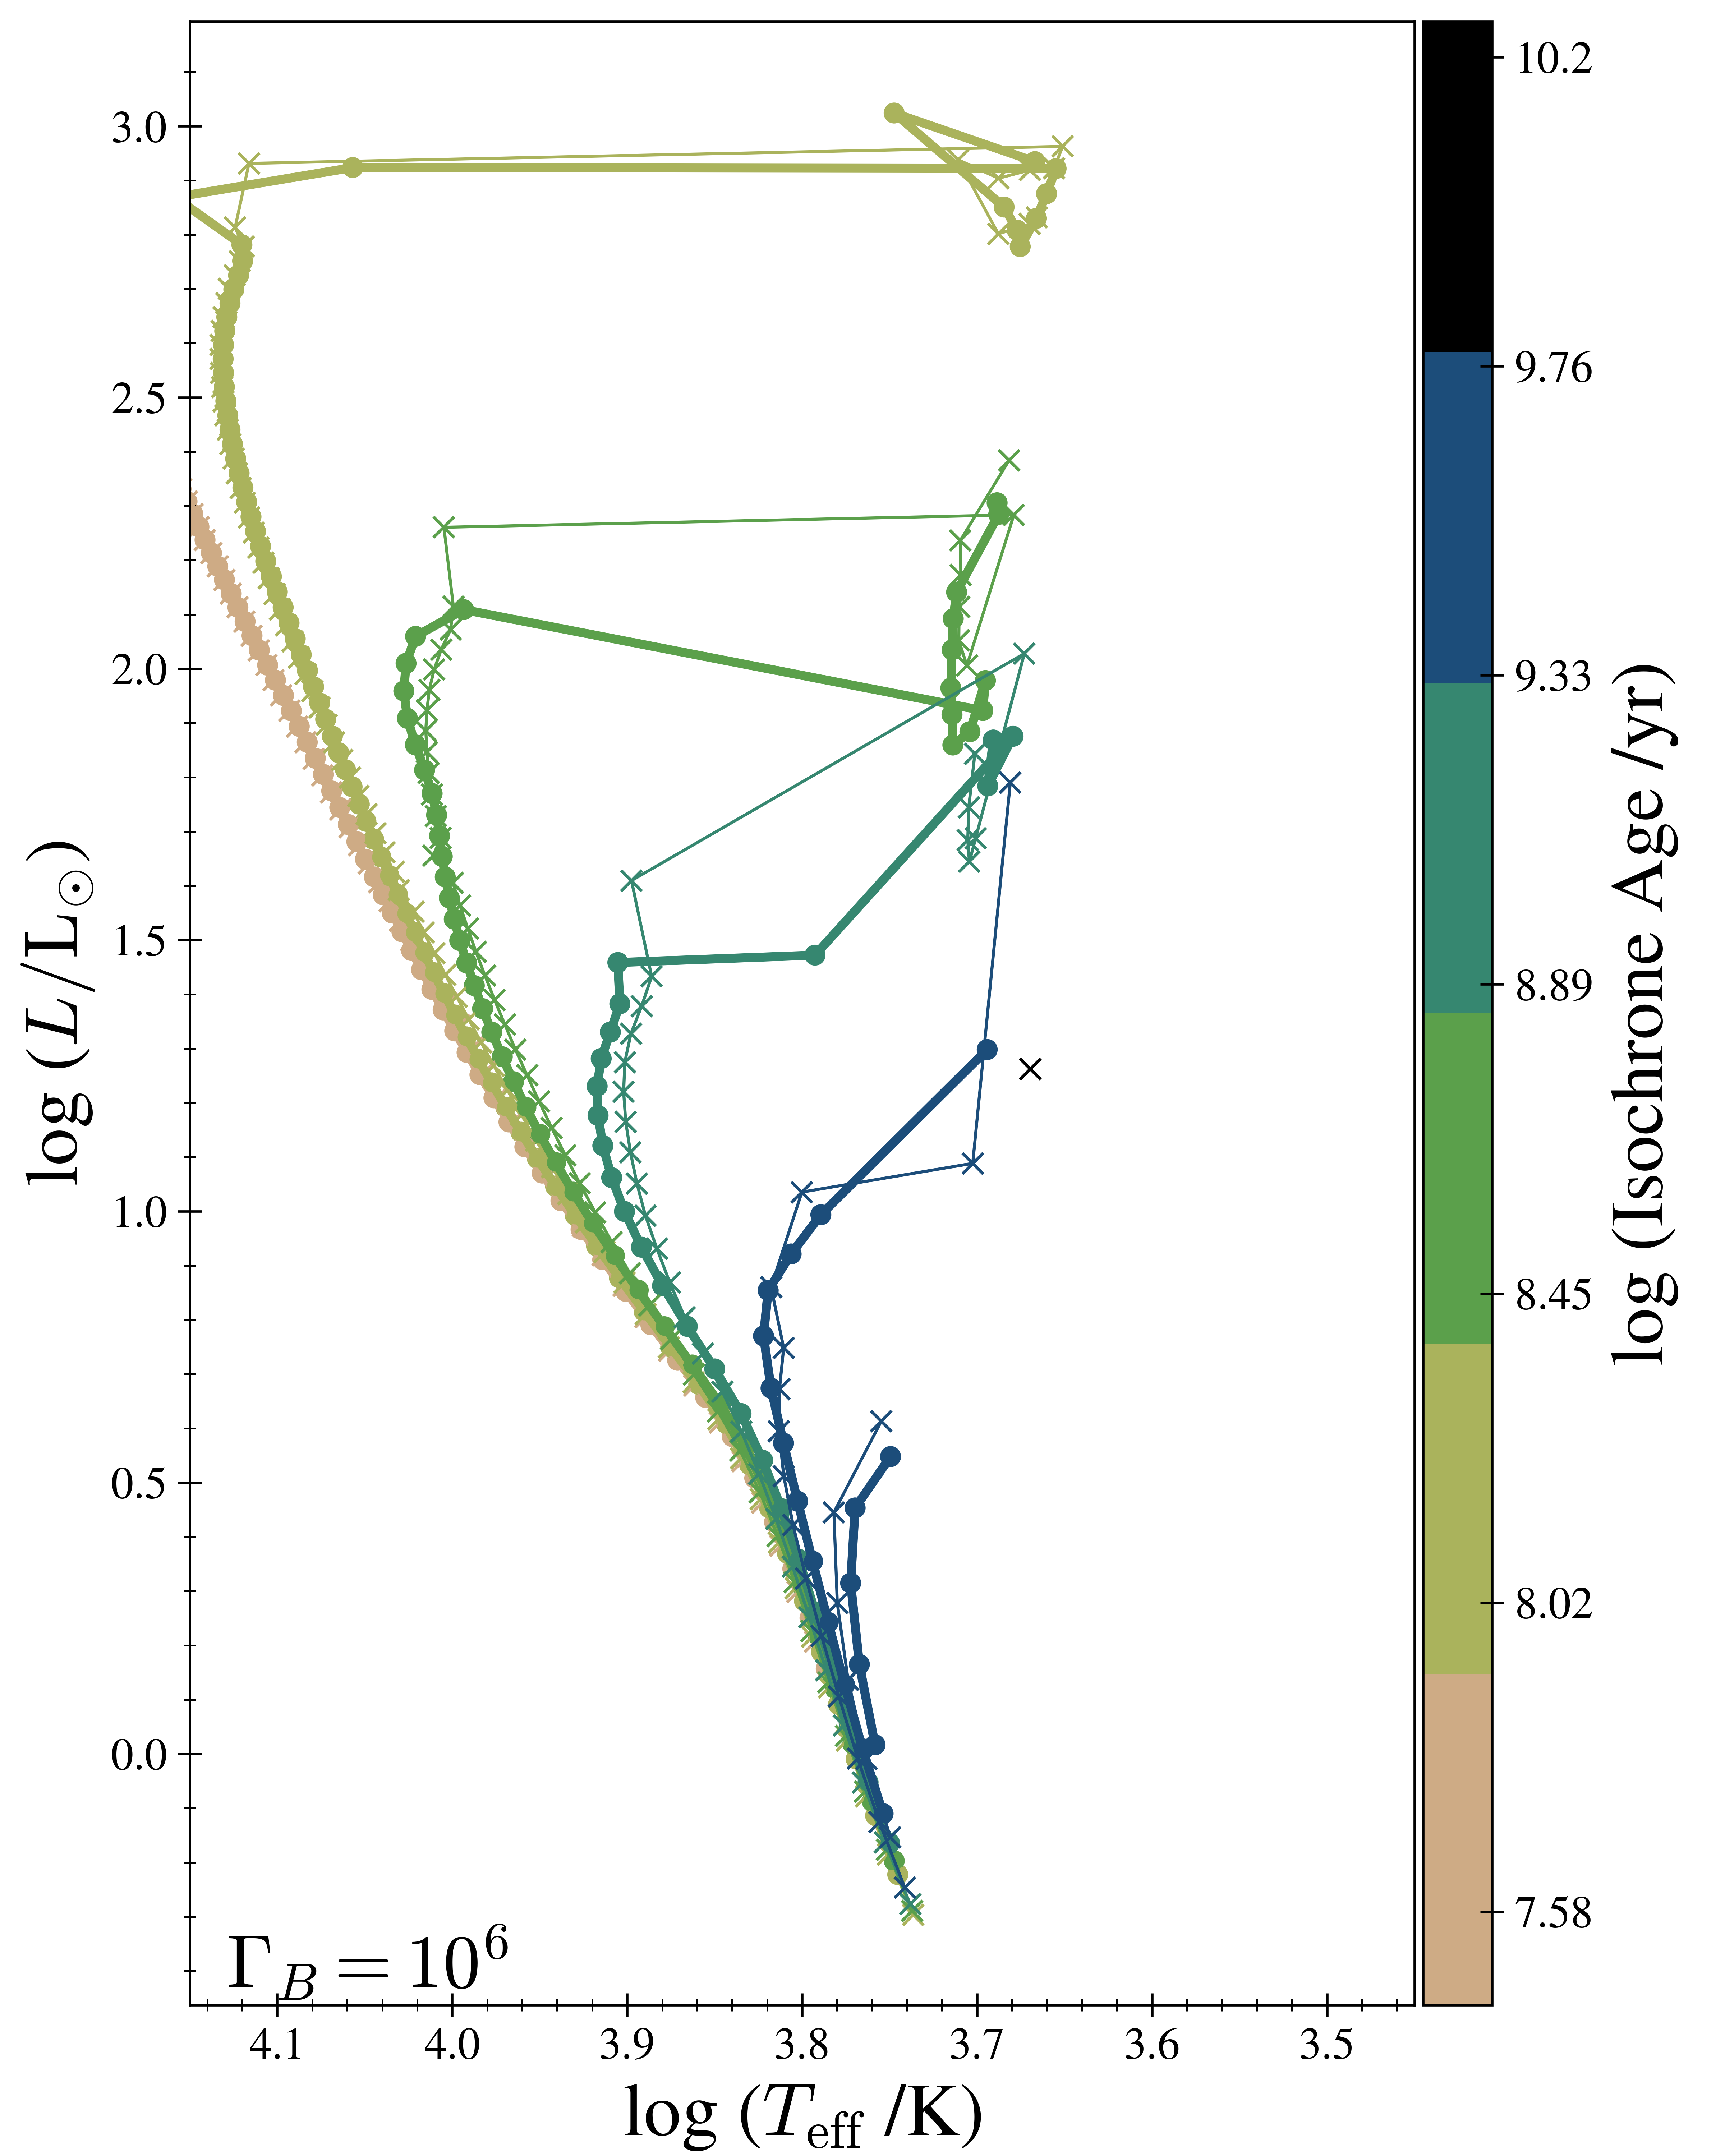 3.0
2.5
2.0
1.5
1.0
0.5
0.0
log (L/L☉)
4.1 4.0 3.9 3.8 3.7 3.6 3.5
log (T_eff /K)
Γ_B = 10^6
10.2
9.76
9.33
8.89
8.45
8.02
7.58
log (Isochrone Age /yr)